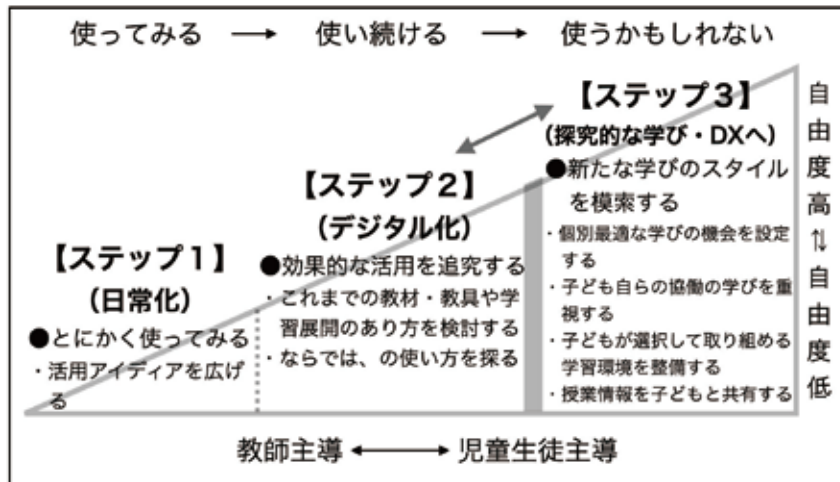 使ってみる → 使い続ける → 使うかもしれない
【ステップ1】
(日常化)
●とにかく使ってみる
・活用アイディアを広げ
る
【ステップ2】
(デジタル化)
●効果的な活用を追究する
・これまでの教材・教具や学
習展開のあり方を検討する
・ならでは、の使い方を探る
【ステップ3】
(探究的な学び・DXへ)
●新たな学びのスタイル
を模索する
・個別最適な学びの機会を設定
する
・子ども自らの協働の学びを重
視する
・子どもが選択して取り組める
学習環境を整備する
・授業情報を子どもと共有する
自由度高⇅自由度低
教師主導 ⟷ 児童生徒主導